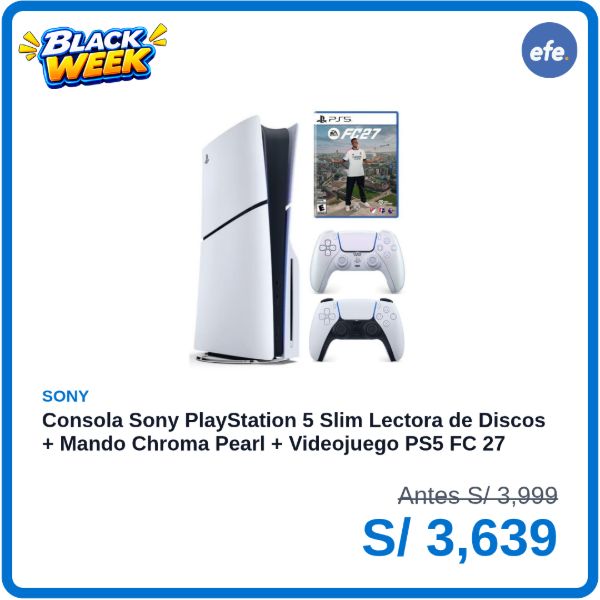 BLACK
WEEK
efe.
PS5
FC27
SONY
Consola Sony PlayStation 5 Slim Lectora de Discos
+ Mando Chroma Pearl + Videojuego PS5 FC 27
Antes S/ 3,999
S/ 3,639